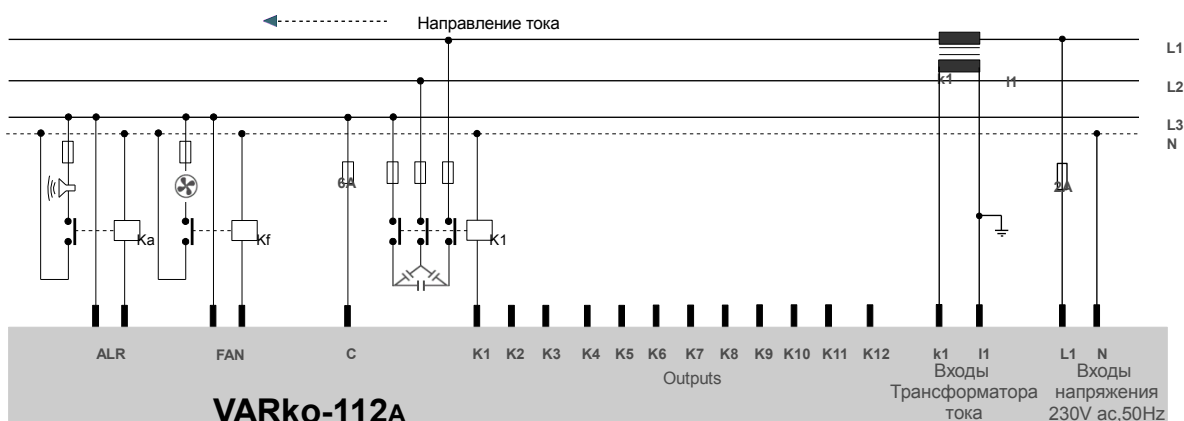 Направление тока
L1
k1 l1
L2
L3
N
6A
2A
Ka Kf K1
ALR FAN C K1 K2 K3 K4 K5 K6 K7 K8 K9 K10 K11 K12 k1 l1 L1 N
Outputs
Входы
Трансформатора
тока
Входы
напряжения
230V ac,50Hz
VARko-112A